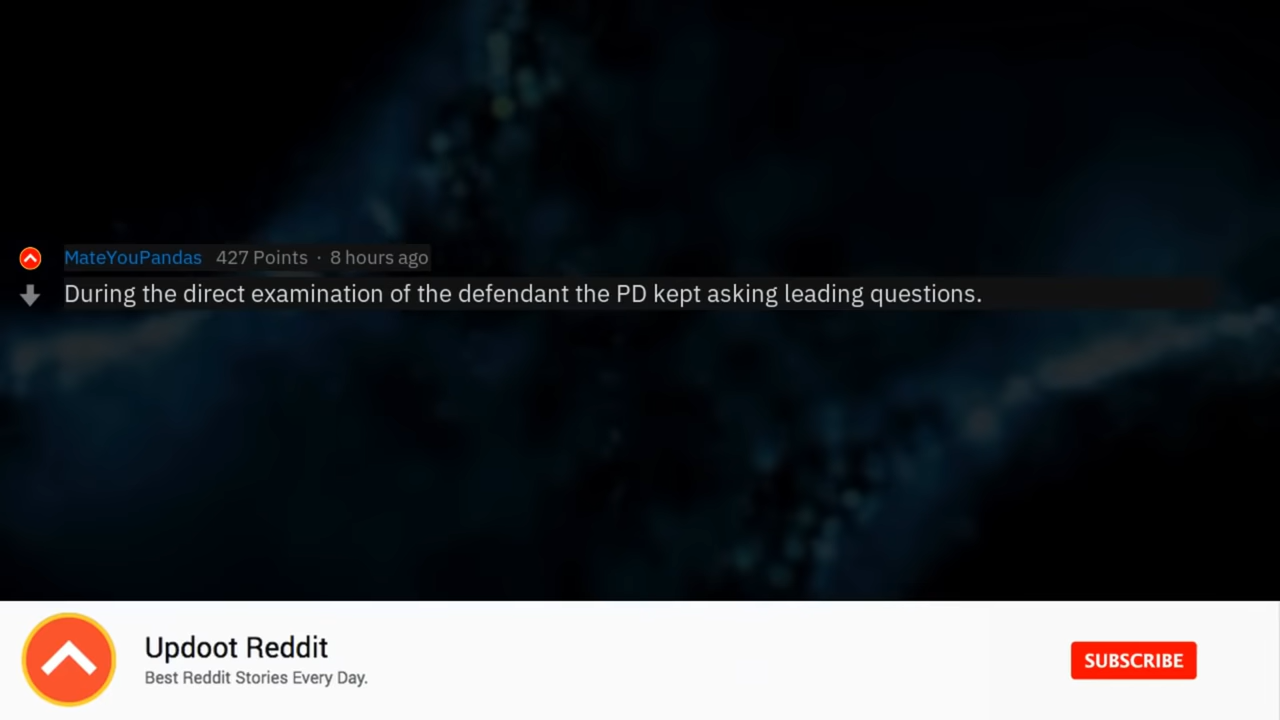 MateYouPandas 427 Points · 8 hours ago
During the direct examination of the defendant the PD kept asking leading questions.
Updoot Reddit
Best Reddit Stories Every Day.
SUBSCRIBE